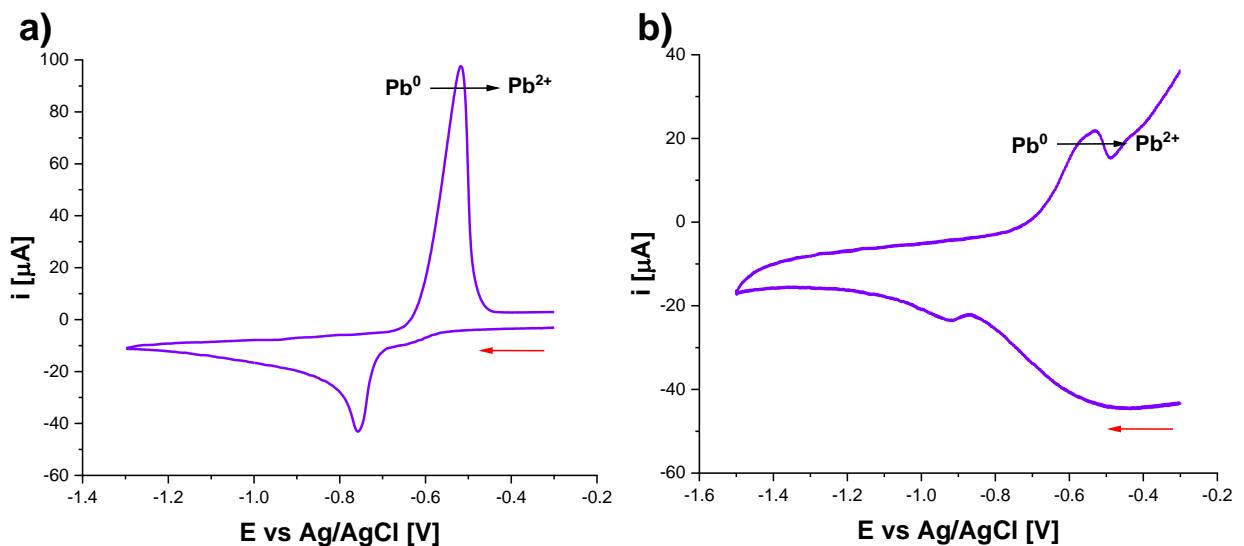 a)
100
80
60
40
20
0
-20
-40
-60
i [µA]
Pb⁰ Pb²⁺
-1.4 -1.2 -1.0 -0.8 -0.6 -0.4 -0.2
E vs Ag/AgCl [V]
b)
40
20
0
-20
-40
-60
i [µA]
Pb⁰ Pb²⁺
-1.6 -1.4 -1.2 -1.0 -0.8 -0.6 -0.4 -0.2
E vs Ag/AgCl [V]